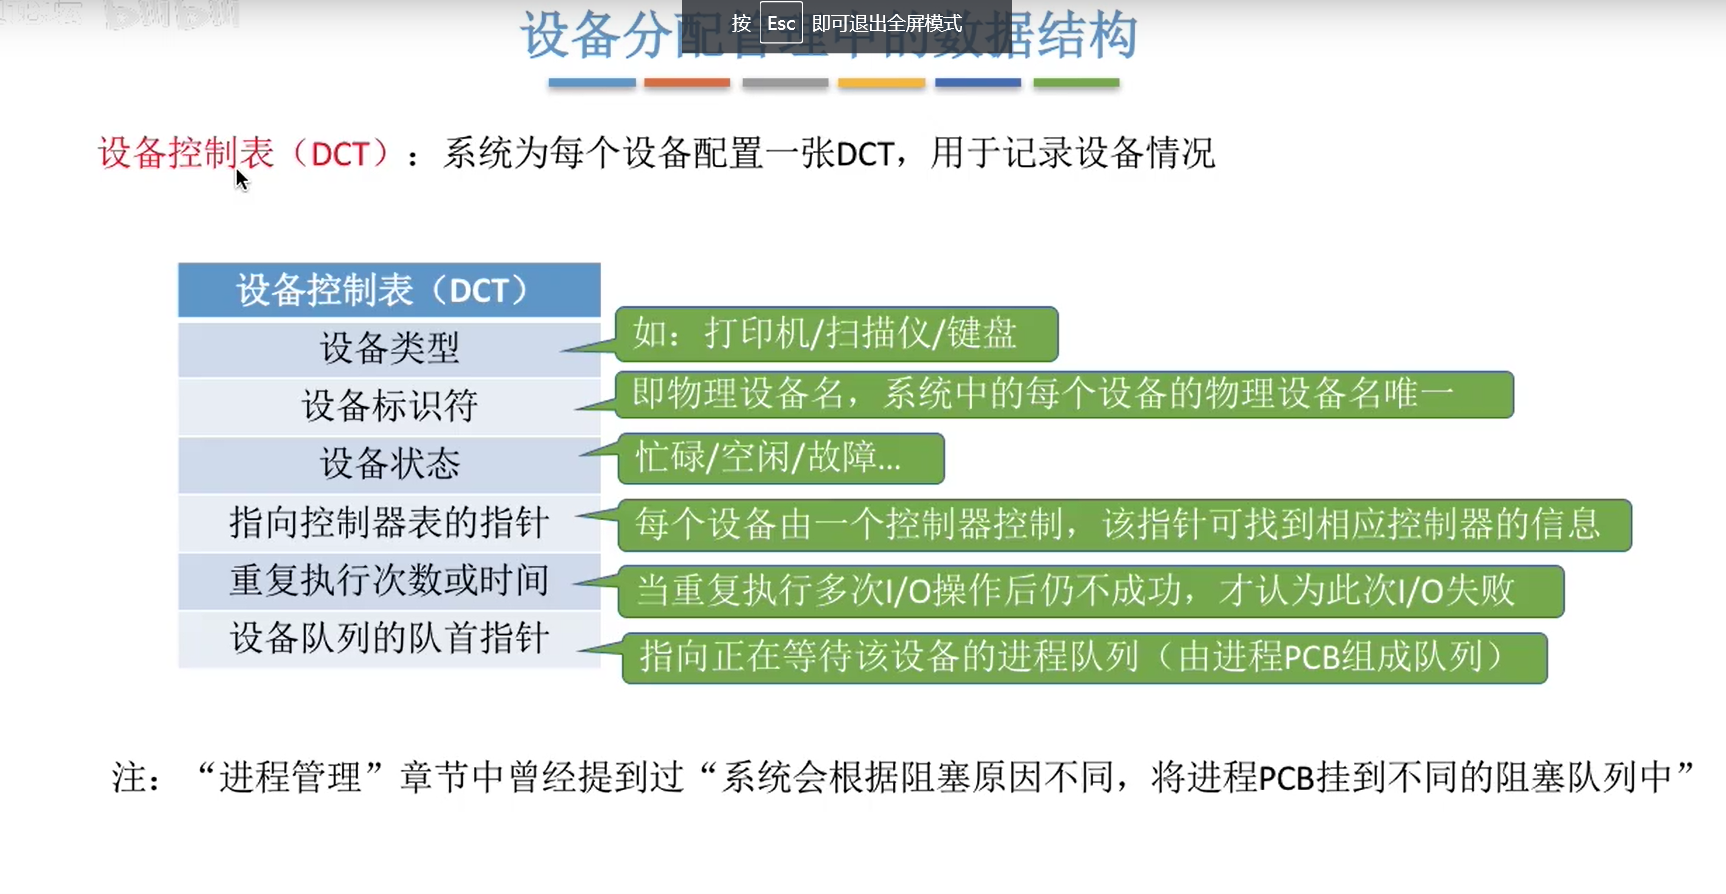 按 Esc 即可退出全屏模式
设备分配管理中的数据结构
设备控制表（DCT）：系统为每个设备配置一张DCT，用于记录设备情况
设备控制表（DCT）
设备类型
如：打印机/扫描仪/键盘
设备标识符
即物理设备名，系统中的每个设备的物理设备名唯一
设备状态
忙碌/空闲/故障...
指向控制器表的指针
每个设备由一个控制器控制，该指针可找到相应控制器的信息
重复执行次数或时间
当重复执行多次I/O操作后仍不成功，才认为此次I/O失败
设备队列的队首指针
指向正在等待该设备的进程队列（由进程PCB组成队列）
注：“进程管理”章节中曾经提到过“系统会根据阻塞原因不同，将进程PCB挂到不同的阻塞队列中”